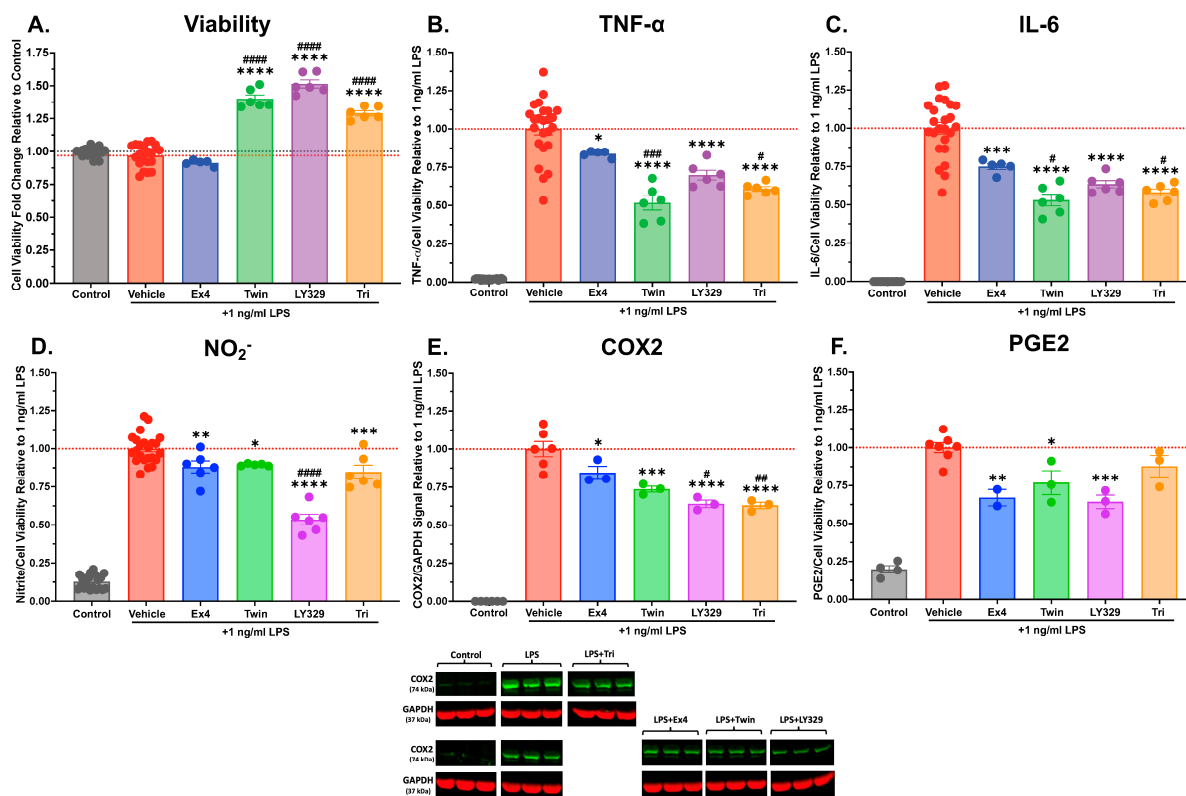 A. Viability
Cell Viability Fold Change Relative to Control
1.75
1.50
1.25
1.00
0.75
0.50
0.25
0.00
####
****
####
****
####
****
Control Vehicle Ex4 Twin LY329 Tri
+1 ng/ml LPS
B. TNF-α
TNF-α/Cell Viability Relative to 1 ng/ml LPS
1.50
1.25
1.00
0.75
0.50
0.25
0.00
*
###
****
****
#
****
Control Vehicle Ex4 Twin LY329 Tri
+1 ng/ml LPS
C. IL-6
IL-6/Cell Viability Relative to 1 ng/ml LPS
1.50
1.25
1.00
0.75
0.50
0.25
0.00
***
#
****
****
#
****
Control Vehicle Ex4 Twin LY329 Tri
+1 ng/ml LPS
D. NO2-
Nitrite/Cell Viability Relative to 1 ng/ml LPS
1.50
1.25
1.00
0.75
0.50
0.25
0.00
**
*
####
****
***
Control Vehicle Ex4 Twin LY329 Tri
+1 ng/ml LPS
E. COX2
COX2/GAPDH Signal Relative to 1 ng/ml LPS
1.50
1.25
1.00
0.75
0.50
0.25
0.00
*
***
#
****
##
****
Control Vehicle Ex4 Twin LY329 Tri
+1 ng/ml LPS
F. PGE2
PGE2/Cell Viability Relative to 1 ng/ml LPS
1.50
1.25
1.00
0.75
0.50
0.25
0.00
**
*
***
Control Vehicle Ex4 Twin LY329 Tri
+1 ng/ml LPS
Control LPS LPS+Tri
COX2
(74 kDa)
GAPDH
(37 kDa)
LPS+Ex4 LPS+Twin LPS+LY329
COX2
(74 kDa)
GAPDH
(37 kDa)